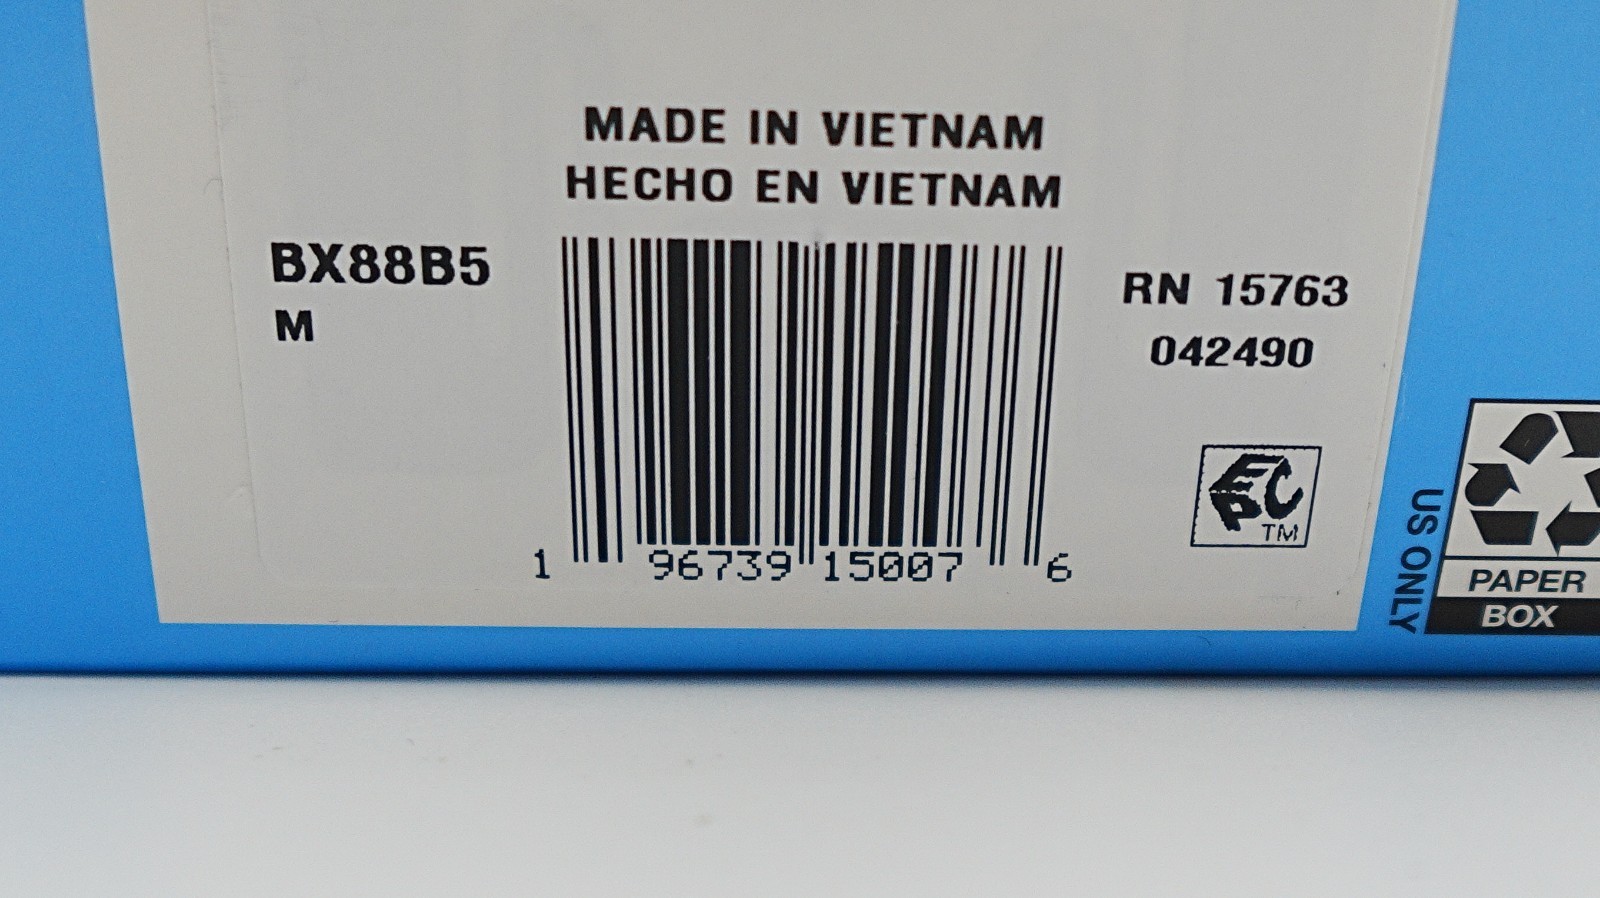 MADE IN VIETNAM
HECHO EN VIETNAM
BX88B5
M
RN 15763
042490
EPC
TM
1 96739 15007 6
US ONLY
PAPER
BOX